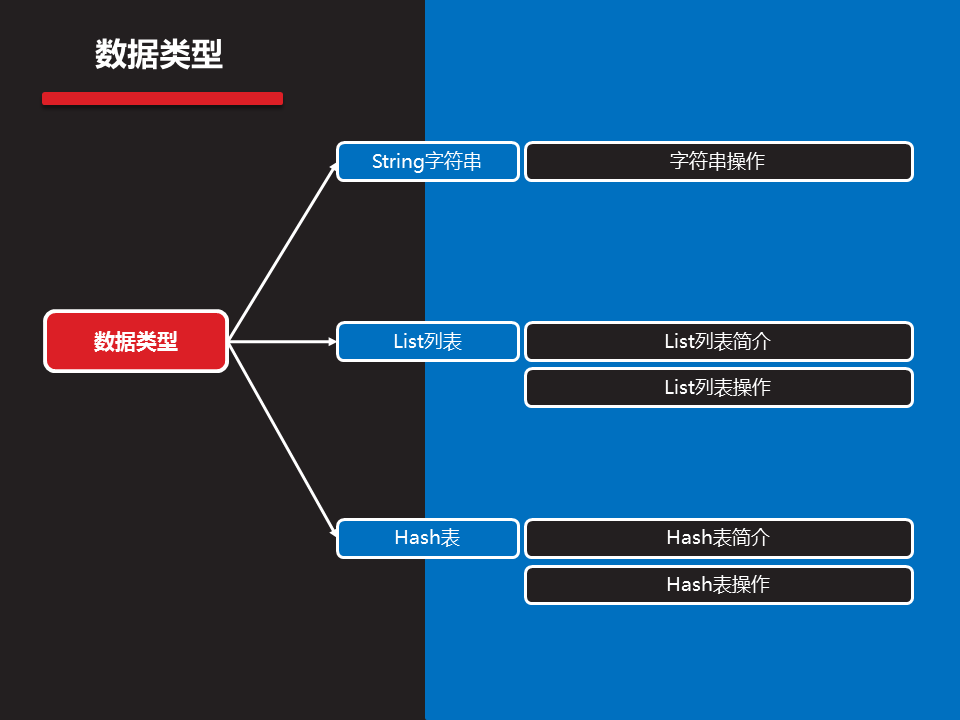 数据类型
String字符串
字符串操作
数据类型
List列表
List列表简介
List列表操作
Hash表
Hash表简介
Hash表操作